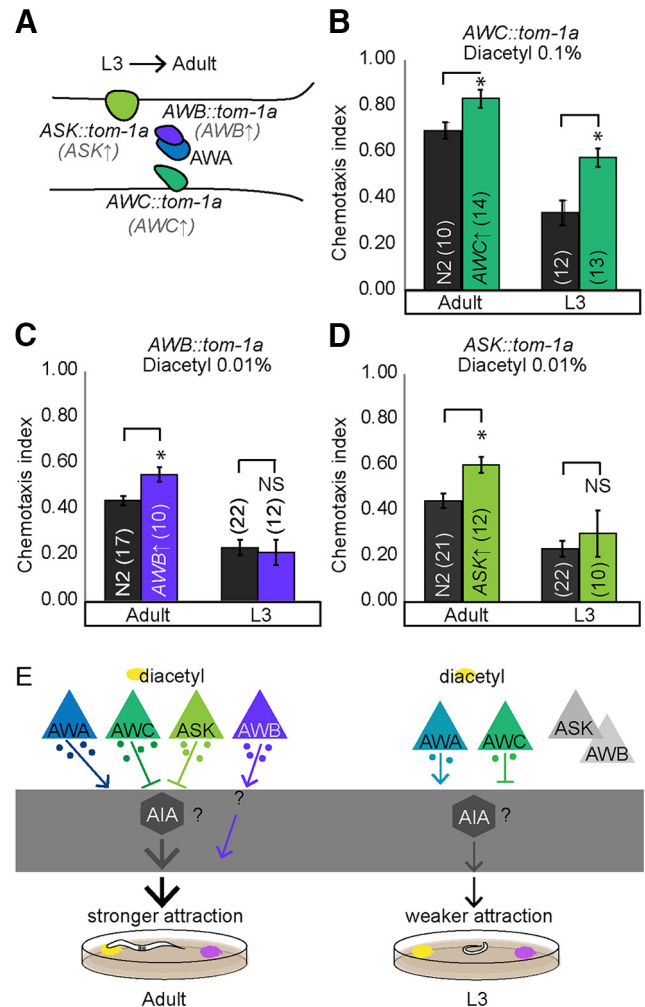 A
L3 → Adult
ASK::tom-1a
(ASK↑)
AWB::tom-1a
(AWB↑)
AWA
AWC::tom-1a
(AWC↑)
B
AWC::tom-1a
Diacetyl 0.1%
Chemotaxis index
1.00
0.80
0.60
0.40
0.20
0.00
*
*
N2 (10)
AWC↑ (14)
(12)
(13)
Adult
L3
C
AWB::tom-1a
Diacetyl 0.01%
Chemotaxis index
1.00
0.80
0.60
0.40
0.20
0.00
*
NS
N2 (17)
AWB↑ (10)
(22)
(12)
Adult
L3
D
ASK::tom-1a
Diacetyl 0.01%
Chemotaxis index
1.00
0.80
0.60
0.40
0.20
0.00
*
NS
N2 (21)
ASK↑ (12)
(22)
(10)
Adult
L3
E
diacetyl
AWA
AWC
ASK
AWB
?
AIA ?
stronger attraction
Adult
diacetyl
AWA
AWC
ASK
AWB
AIA ?
weaker attraction
L3